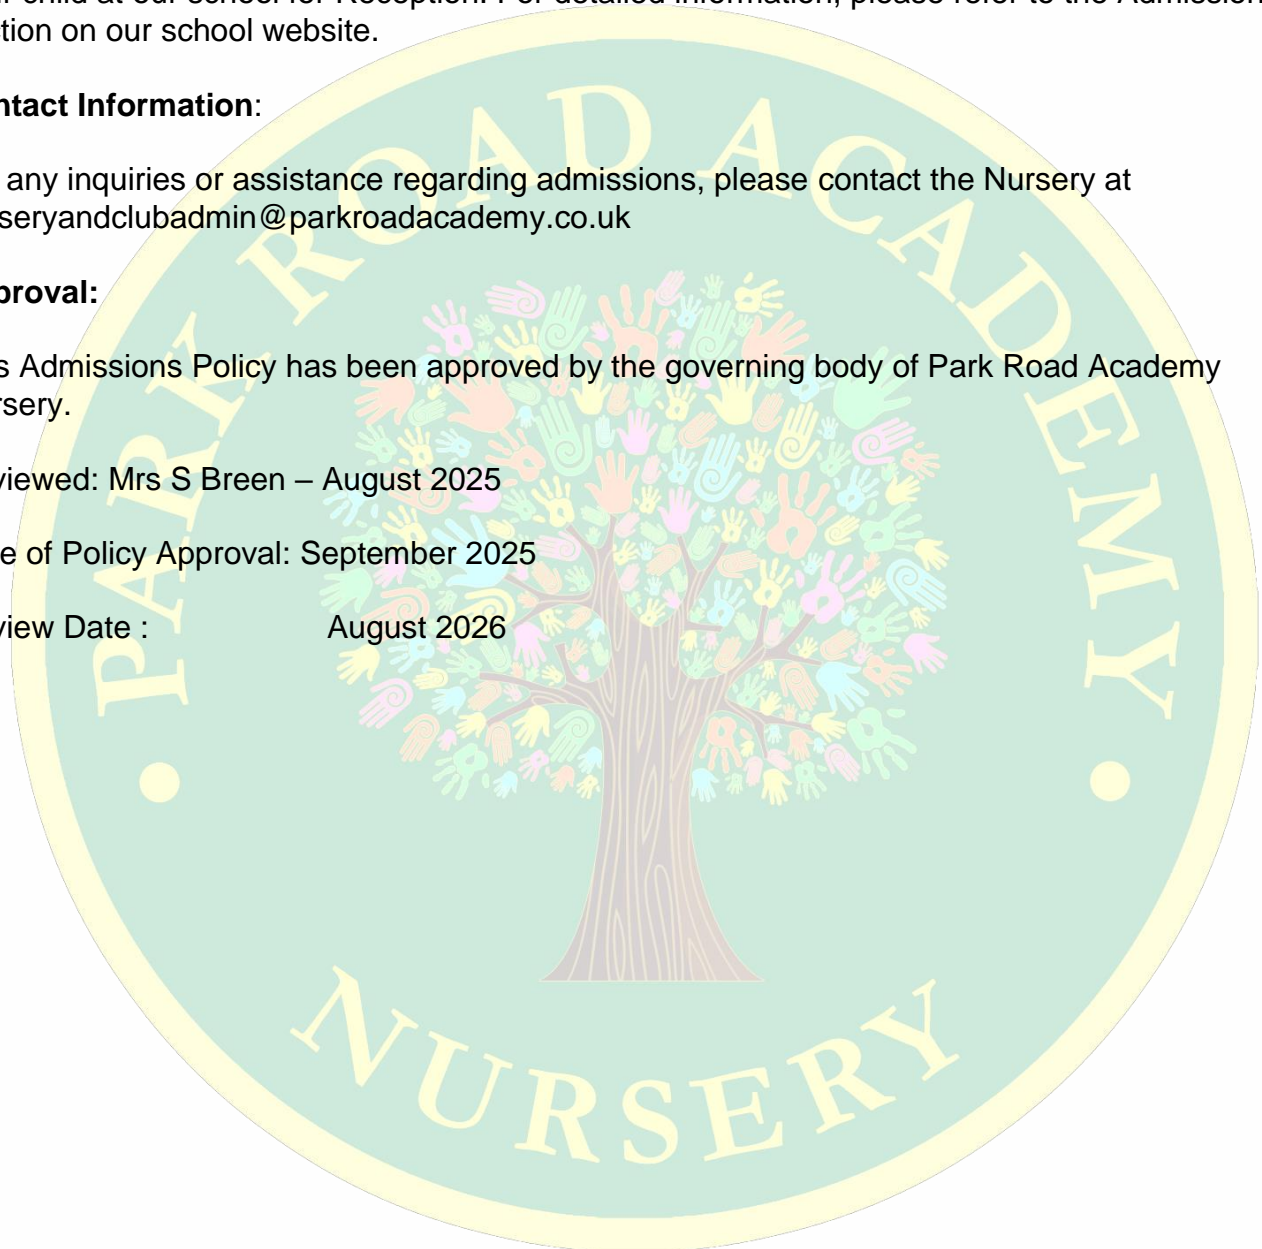 r child at our school for Reception. For detailed information, please refer to the Admission
ction on our school website.
ntact Information:
any inquiries or assistance regarding admissions, please contact the Nursery at
seryandclubadmin@parkroadacademy.co.uk
proval:
s Admissions Policy has been approved by the governing body of Park Road Academy
rsery.
viewed: Mrs S Breen – August 2025
e of Policy Approval: September 2025
view Date : August 2026
PARK ROAD ACADEMY
NURSERY